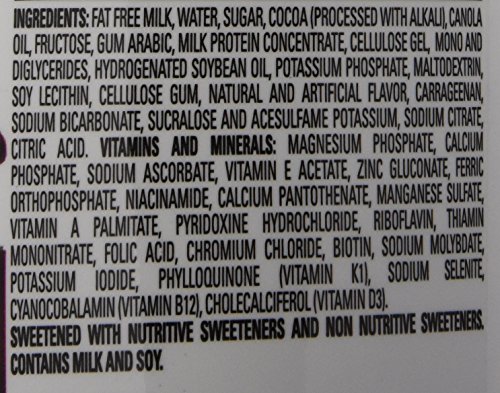 INGREDIENTS: FAT FREE MILK, WATER, SUGAR, COCOA (PROCESSED WITH ALKALI), CANOLA
OIL, FRUCTOSE, GUM ARABIC, MILK PROTEIN CONCENTRATE, CELLULOSE GEL, MONO AND
DIGLYCERIDES, HYDROGENATED SOYBEAN OIL, POTASSIUM PHOSPHATE, MALTODEXTRIN,
SOY LECITHIN, CELLULOSE GUM, NATURAL AND ARTIFICIAL FLAVOR, CARRAGEENAN,
SODIUM BICARBONATE, SUCRALOSE AND ACESULFAME POTASSIUM, SODIUM CITRATE,
CITRIC ACID. VITAMINS AND MINERALS: MAGNESIUM PHOSPHATE, CALCIUM
PHOSPHATE, SODIUM ASCORBATE, VITAMIN E ACETATE, ZINC GLUCONATE, FERRIC
ORTHOPHOSPHATE, NIACINAMIDE, CALCIUM PANTOTHENATE, MANGANESE SULFATE,
VITAMIN A PALMITATE, PYRIDOXINE HYDROCHLORIDE, RIBOFLAVIN, THIAMIN
MONONITRATE, FOLIC ACID, CHROMIUM CHLORIDE, BIOTIN, SODIUM MOLYBDATE,
POTASSIUM IODIDE, PHYLLOQUINONE (VITAMIN K1), SODIUM SELENITE,
CYANOCOBALAMIN (VITAMIN B12), CHOLECALCIFEROL (VITAMIN D3).
SWEETENED WITH NUTRITIVE SWEETENERS AND NON NUTRITIVE SWEETENERS.
CONTAINS MILK AND SOY.